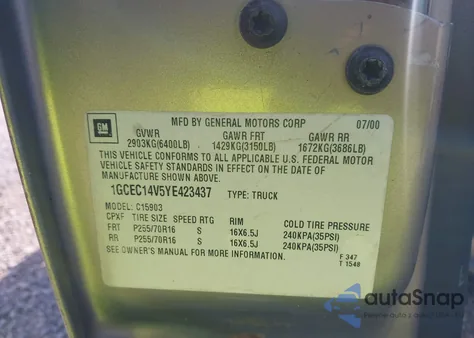 GM
MFD BY GENERAL MOTORS CORP 07/00
GVWR GAWR FRT GAWR RR
2903KG(6400LB) 1429KG(3150LB) 1672KG(3686LB)
THIS VEHICLE CONFORMS TO ALL APPLICABLE U.S. FEDERAL MOTOR
VEHICLE SAFETY STANDARDS IN EFFECT ON THE DATE OF
MANUFACTURE SHOWN ABOVE.
1GCEC14V5YE423437 TYPE: TRUCK
MODEL: C15903
CPXF TIRE SIZE SPEED RTG RIM COLD TIRE PRESSURE
FRT P255/70R16 S 16X6.5J 240KPA(35PSI)
RR P255/70R16 S 16X6.5J 240KPA(35PSI)
SEE OWNER'S MANUAL FOR MORE INFORMATION.
F 347
T 1548
autoSnap